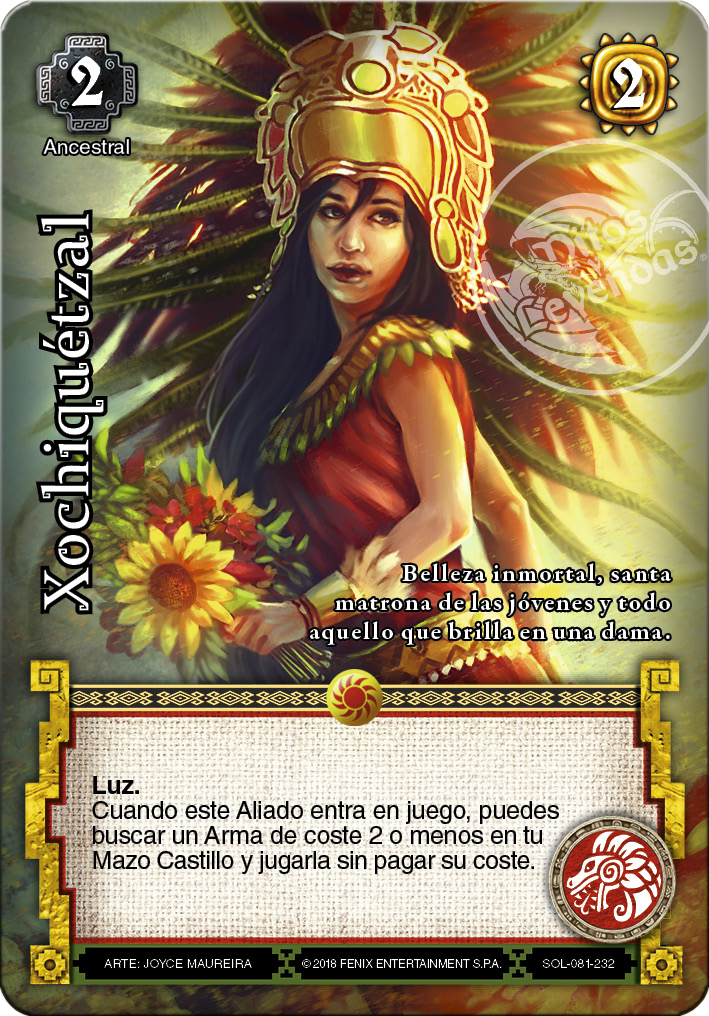 2
Ancestral
2
Mitos
Leyendas
Xochiquétzal
Belleza inmortal, santa
matrona de las jóvenes y todo
aquello que brilla en una dama.
Luz.
Cuando este Aliado entra en juego, puedes
buscar un Arma de coste 2 o menos en tu
Mazo Castillo y jugarla sin pagar su coste.
ARTE: JOYCE MAUREIRA
©2018 FENIX ENTERTAINMENT S.P.A.
SOL-081-232